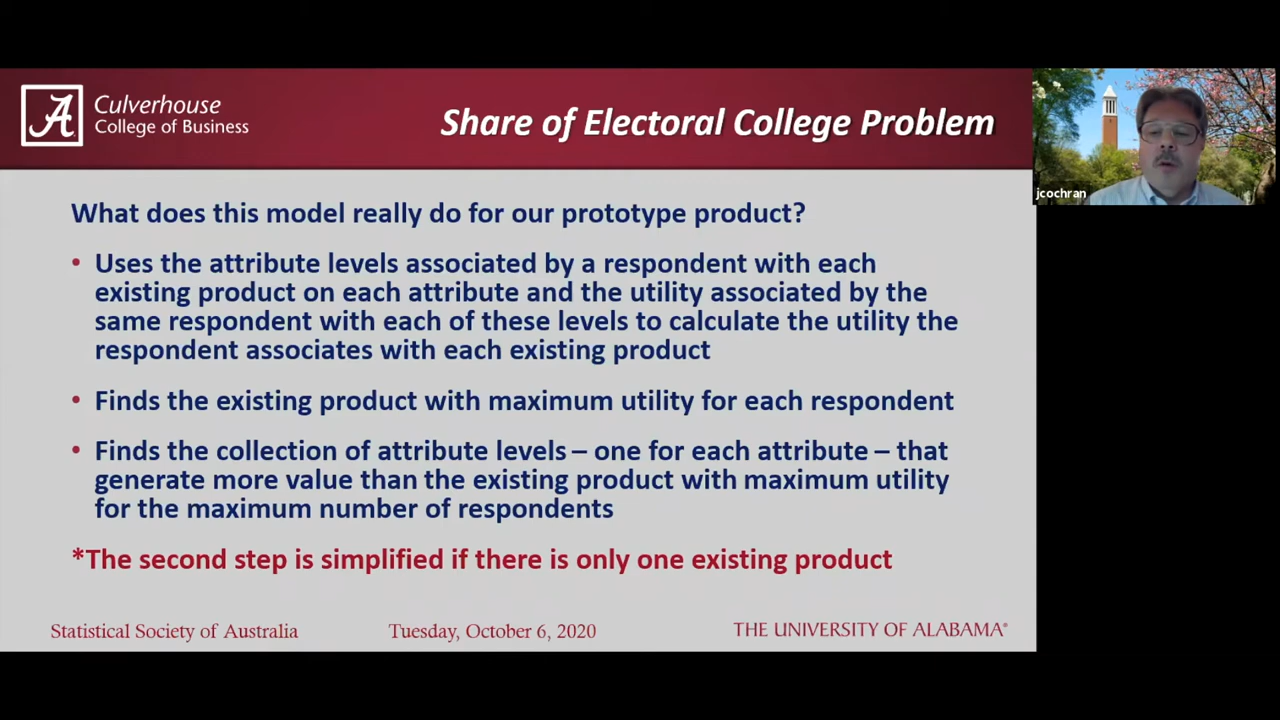 Culverhouse
College of Business
Share of Electoral College Problem
jcochran
What does this model really do for our prototype product?
• Uses the attribute levels associated by a respondent with each
existing product on each attribute and the utility associated by the
same respondent with each of these levels to calculate the utility the
respondent associates with each existing product
• Finds the existing product with maximum utility for each respondent
• Finds the collection of attribute levels – one for each attribute – that
generate more value than the existing product with maximum utility
for the maximum number of respondents
*The second step is simplified if there is only one existing product
Statistical Society of Australia
Tuesday, October 6, 2020
THE UNIVERSITY OF ALABAMA®